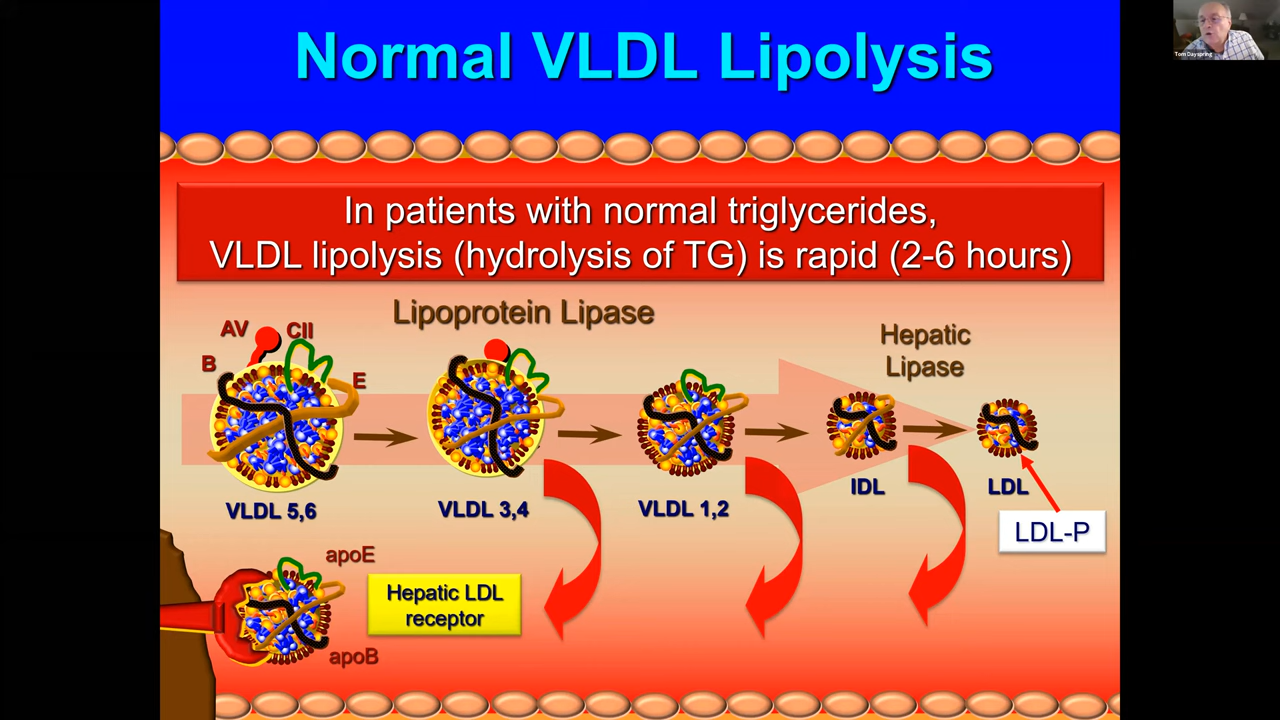 Normal VLDL Lipolysis
Tom Dayspring
In patients with normal triglycerides,
VLDL lipolysis (hydrolysis of TG) is rapid (2-6 hours)
Lipoprotein Lipase
Hepatic
Lipase
AV
CII
B
E
VLDL 5,6
VLDL 3,4
VLDL 1,2
IDL
LDL
LDL-P
apoE
Hepatic LDL
receptor
apoB